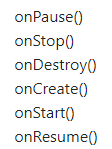 onPause()
onStop()
onDestroy()
onCreate()
onStart()
onResume()